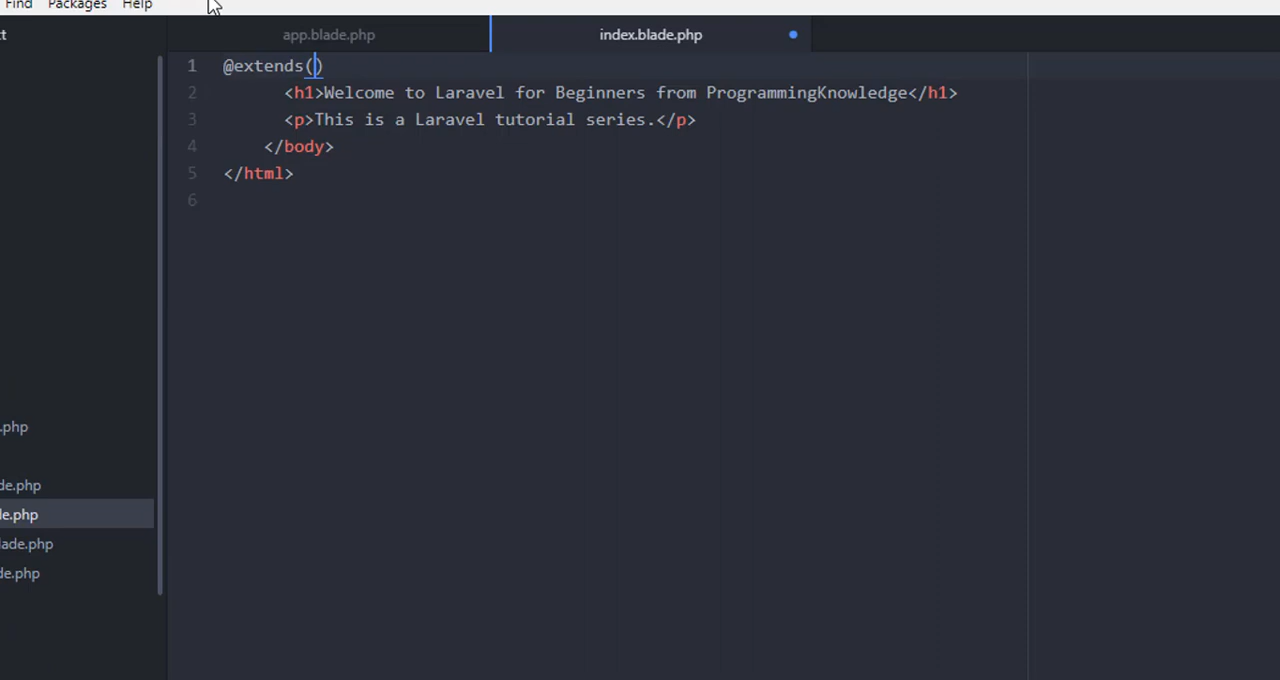 Find Packages Help
ct
app.blade.php index.blade.php
1 @extends()
2 <h1>Welcome to Laravel for Beginners from ProgrammingKnowledge</h1>
3 <p>This is a Laravel tutorial series.</p>
4 </body>
5 </html>
6
.php
de.php
le.php
lade.php
de.php